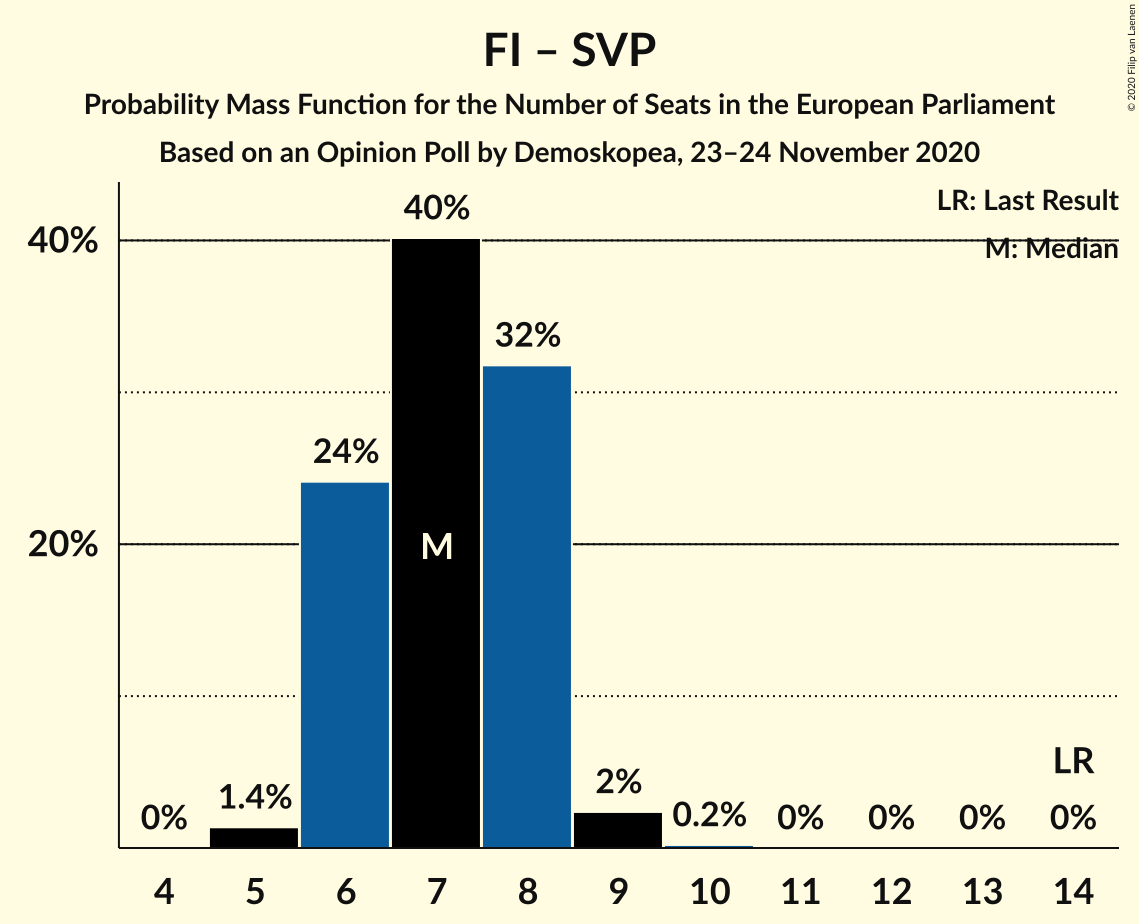 FI – SVP
Probability Mass Function for the Number of Seats in the European Parliament
Based on an Opinion Poll by Demoskopea, 23–24 November 2020
© 2020 Filip van Laenen
LR: Last Result
M: Median
40%
20%
0%
1.4%
24%
40%
32%
2%
0.2%
0%
0%
0%
0%
M
LR
4 5 6 7 8 9 10 11 12 13 14